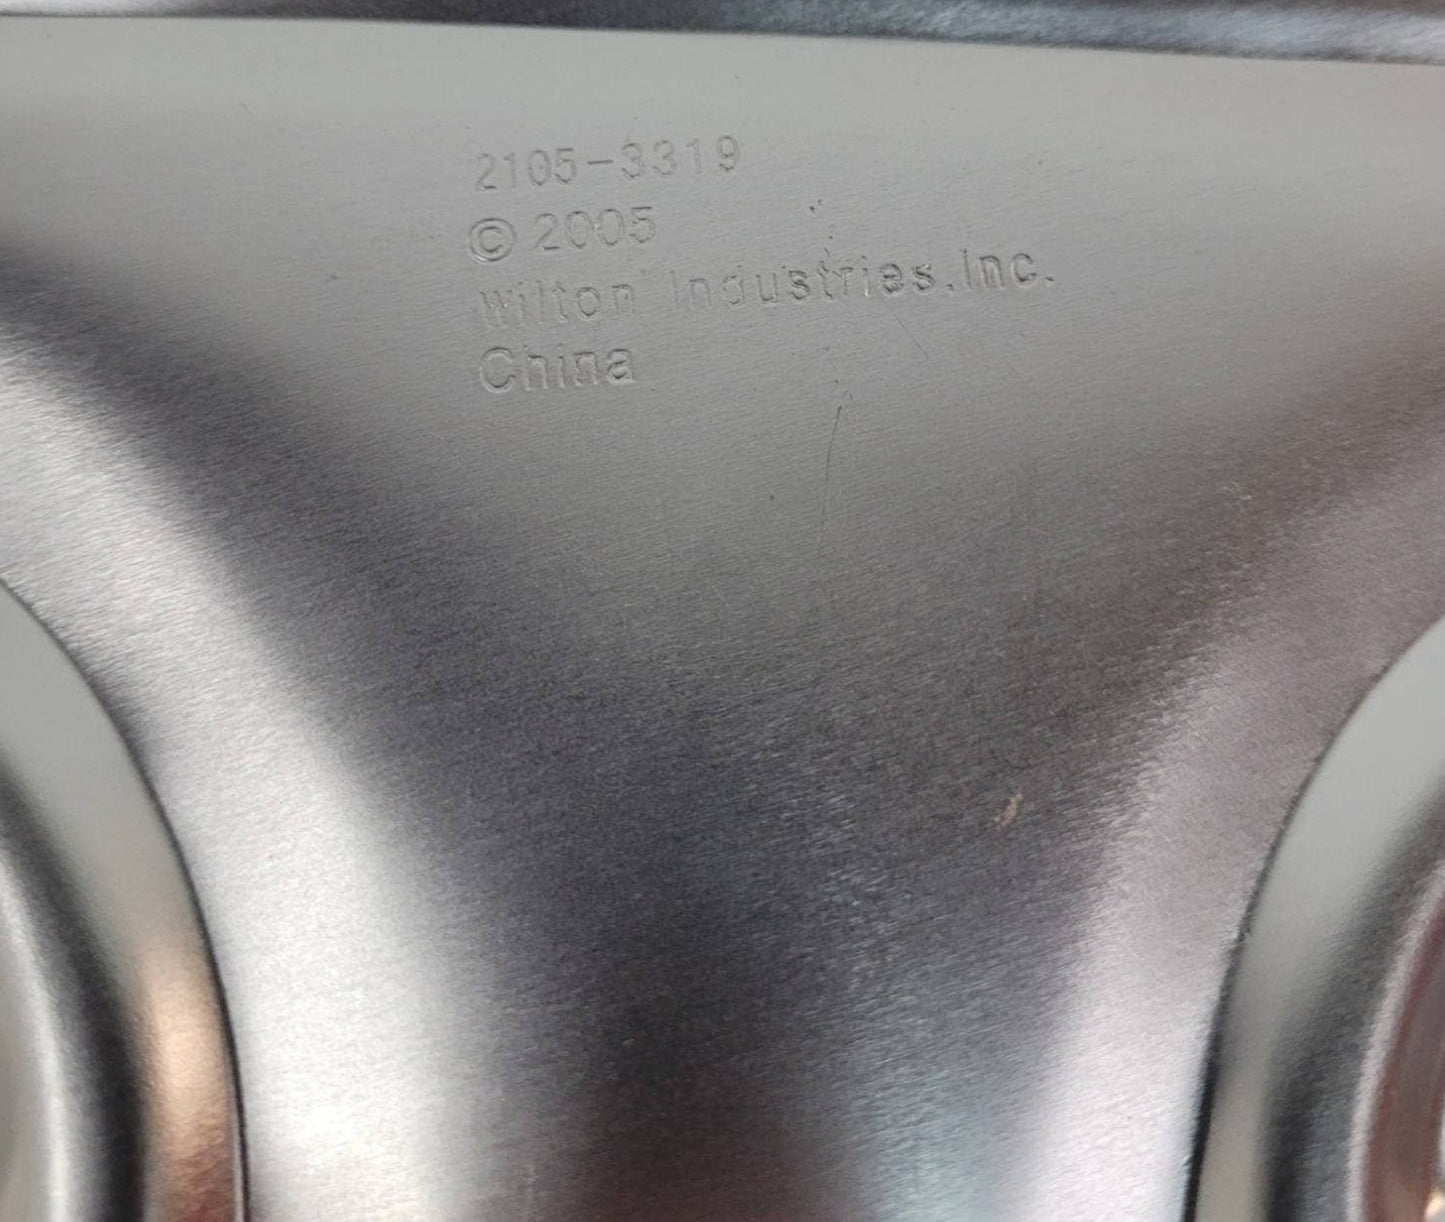 2105-3319
© 2005
Wilton Industries,Inc.
China